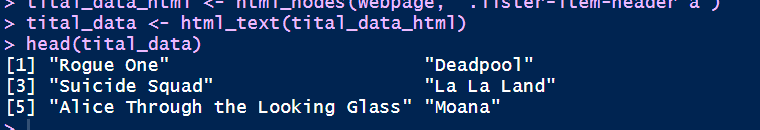 > tital_data_html <- html_nodes(webpage, '.lister-item-header a')
> tital_data <- html_text(tital_data_html)
> head(tital_data)
[1] "Rogue One"                       "Deadpool"
[3] "Suicide Squad"                   "La La Land"
[5] "Alice Through the Looking Glass" "Moana"
>